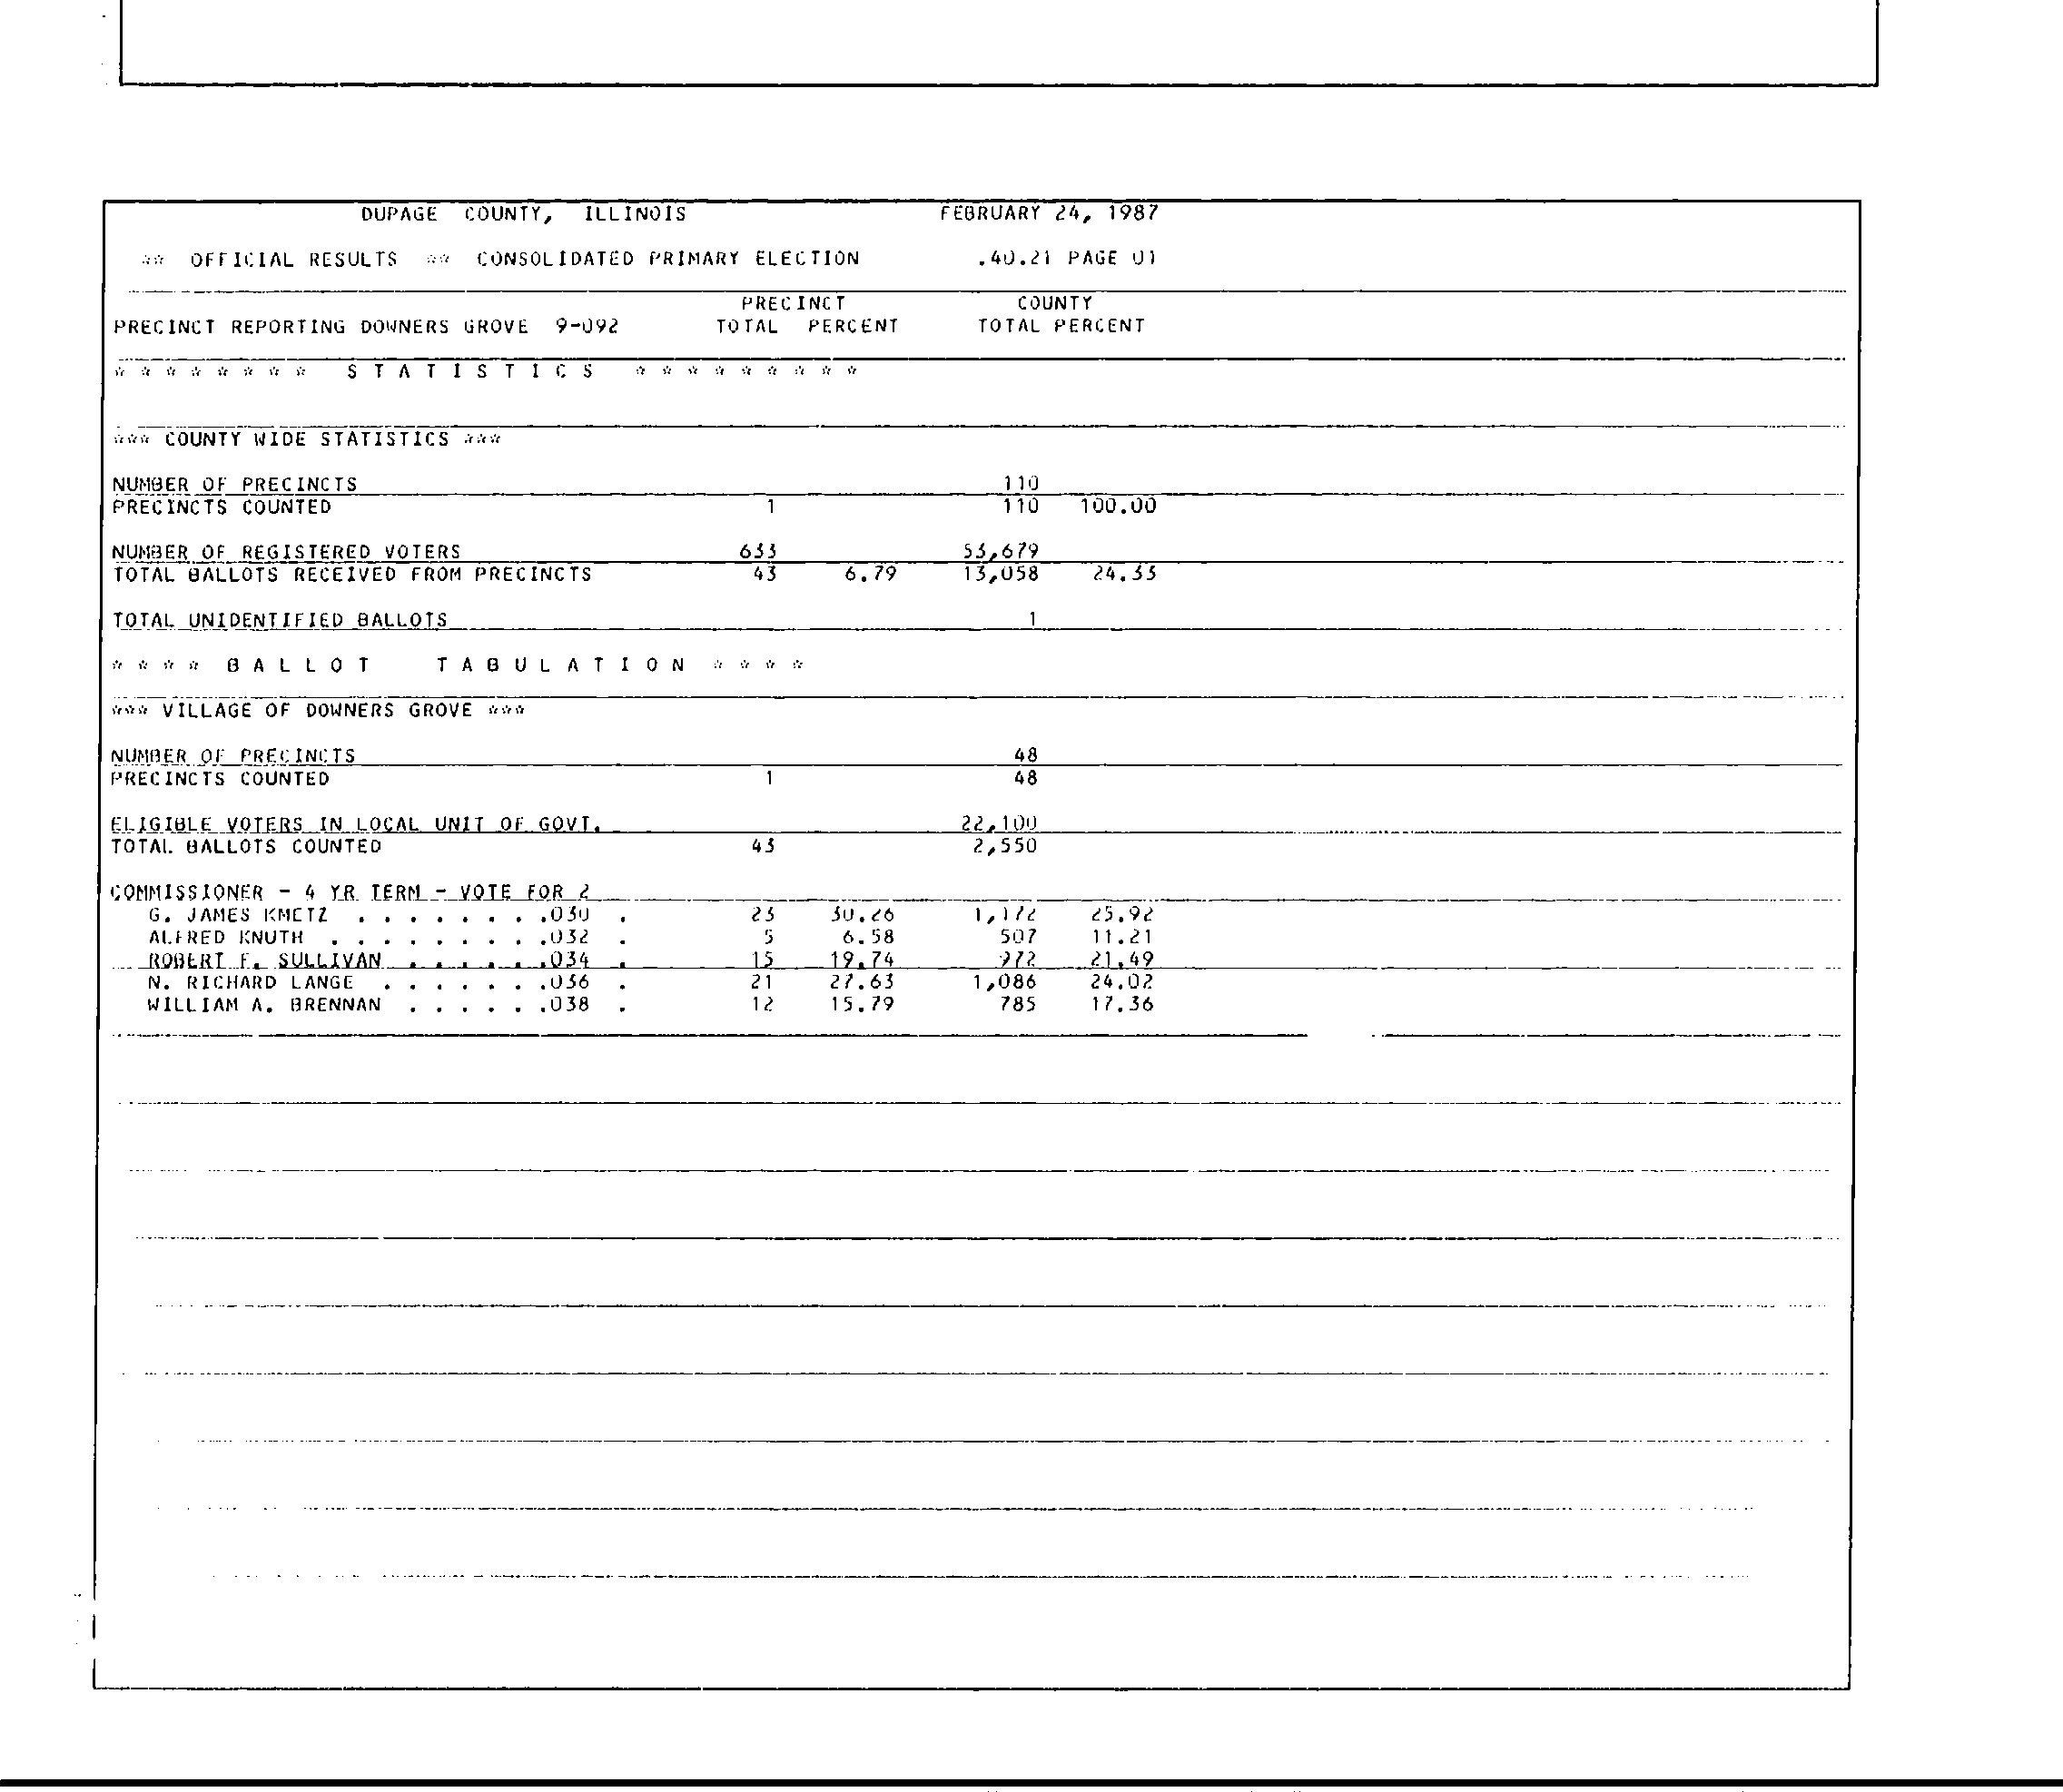 DUPAGE COUNTY, ILLINOIS FEBRUARY 24, 1987
** OFFICIAL RESULTS ** CONSOLIDATED PRIMARY ELECTION .40.21 PAGE 01
PRECINCT COUNTY
PRECINCT REPORTING DOWNERS GROVE 9-092 TOTAL PERCENT TOTAL PERCENT
* * * * * * * * S T A T I S T I C S * * * * * * * * *
*** COUNTY WIDE STATISTICS ***
NUMBER OF PRECINCTS 110
PRECINCTS COUNTED 1 110 100.00
NUMBER OF REGISTERED VOTERS 633 53,679
TOTAL BALLOTS RECEIVED FROM PRECINCTS 43 6.79 13,058 24.33
TOTAL UNIDENTIFIED BALLOTS 1
* * * * B A L L O T T A B U L A T I O N * * * *
*** VILLAGE OF DOWNERS GROVE ***
NUMBER OF PRECINCTS 48
PRECINCTS COUNTED 1 48
ELIGIBLE VOTERS IN LOCAL UNIT OF GOVT. 22,100
TOTAL BALLOTS COUNTED 43 2,550
COMMISSIONER - 4 YR TERM - VOTE FOR 2
G. JAMES KMETZ . . . . . . . .030 . 23 30.26 1,172 25.92
ALFRED KNUTH . . . . . . . . .032 . 5 6.58 507 11.21
ROBERT F. SULLIVAN . . . . . .034 . 15 19.74 972 21.49
N. RICHARD LANGE . . . . . . .036 . 21 27.63 1,086 24.02
WILLIAM A. BRENNAN . . . . . .038 . 12 15.79 785 17.36